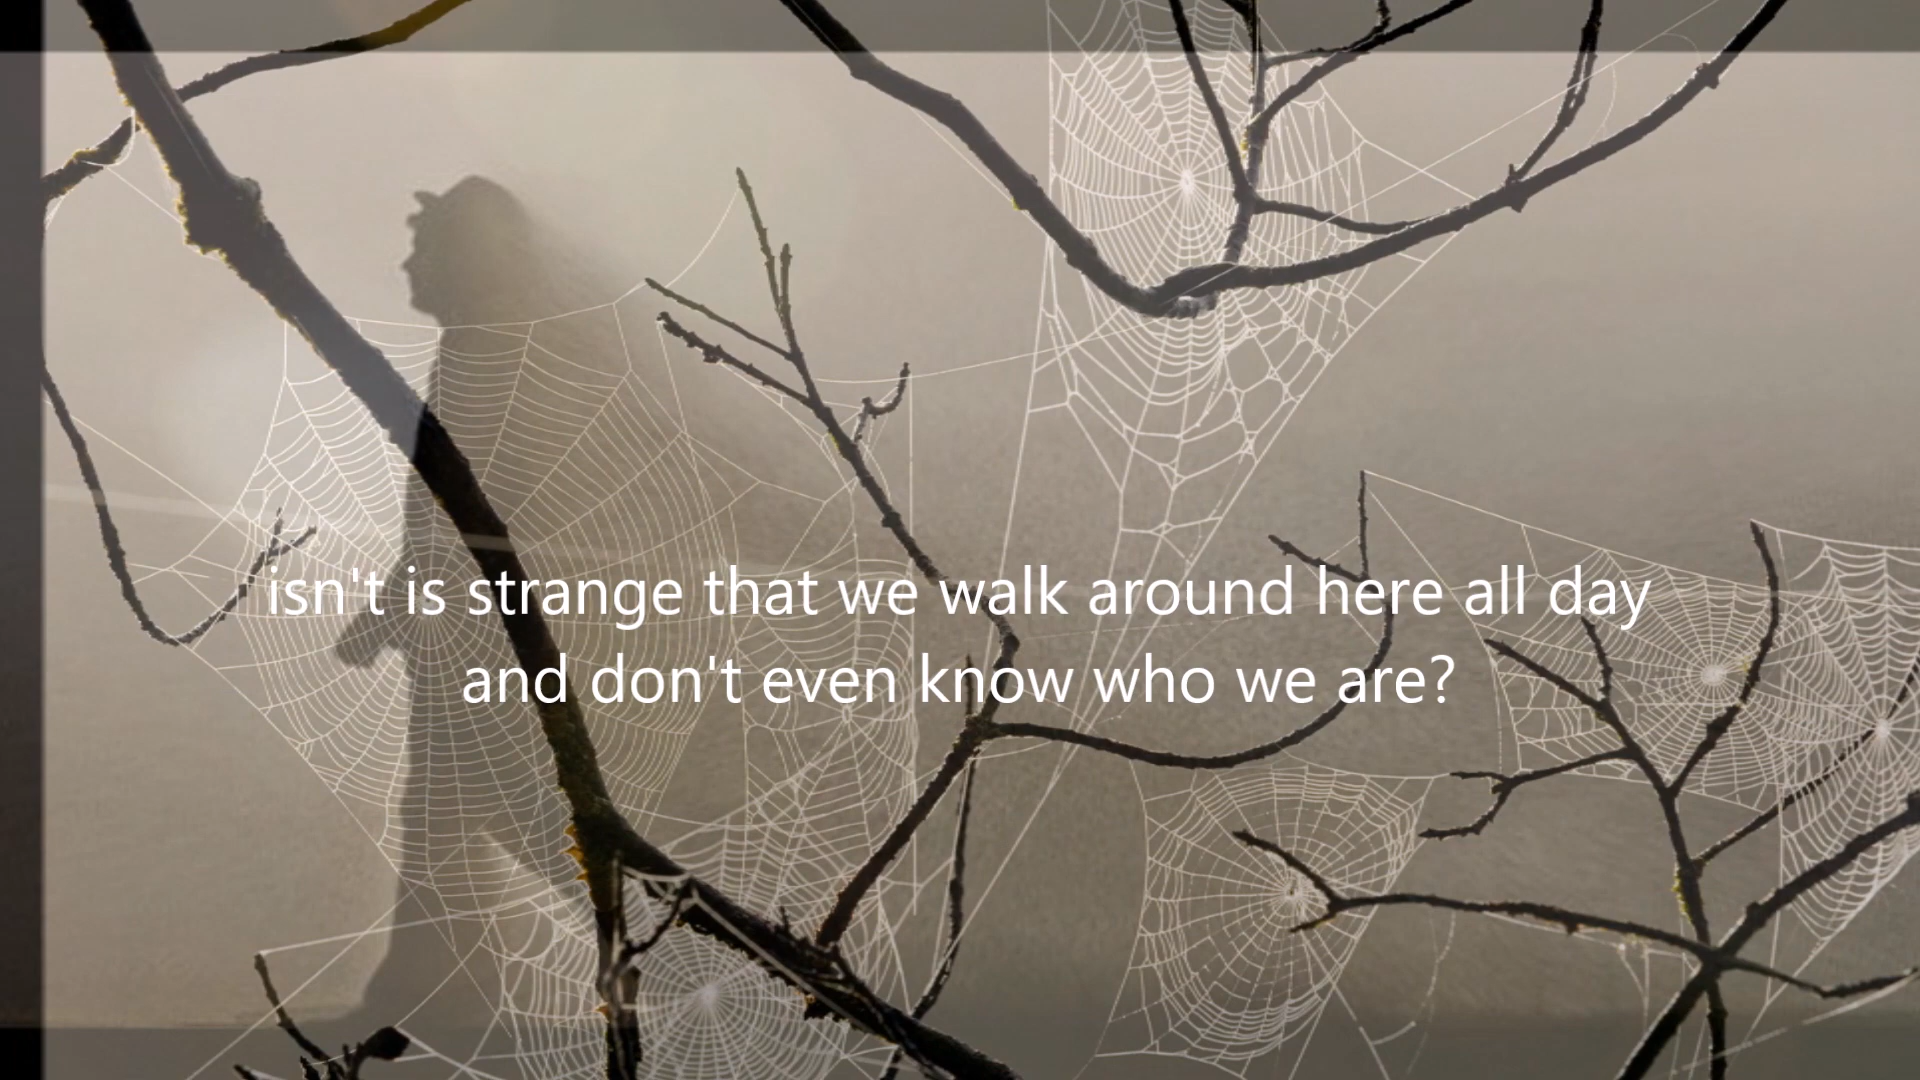 isn't is strange that we walk around here all day
and don't even know who we are?